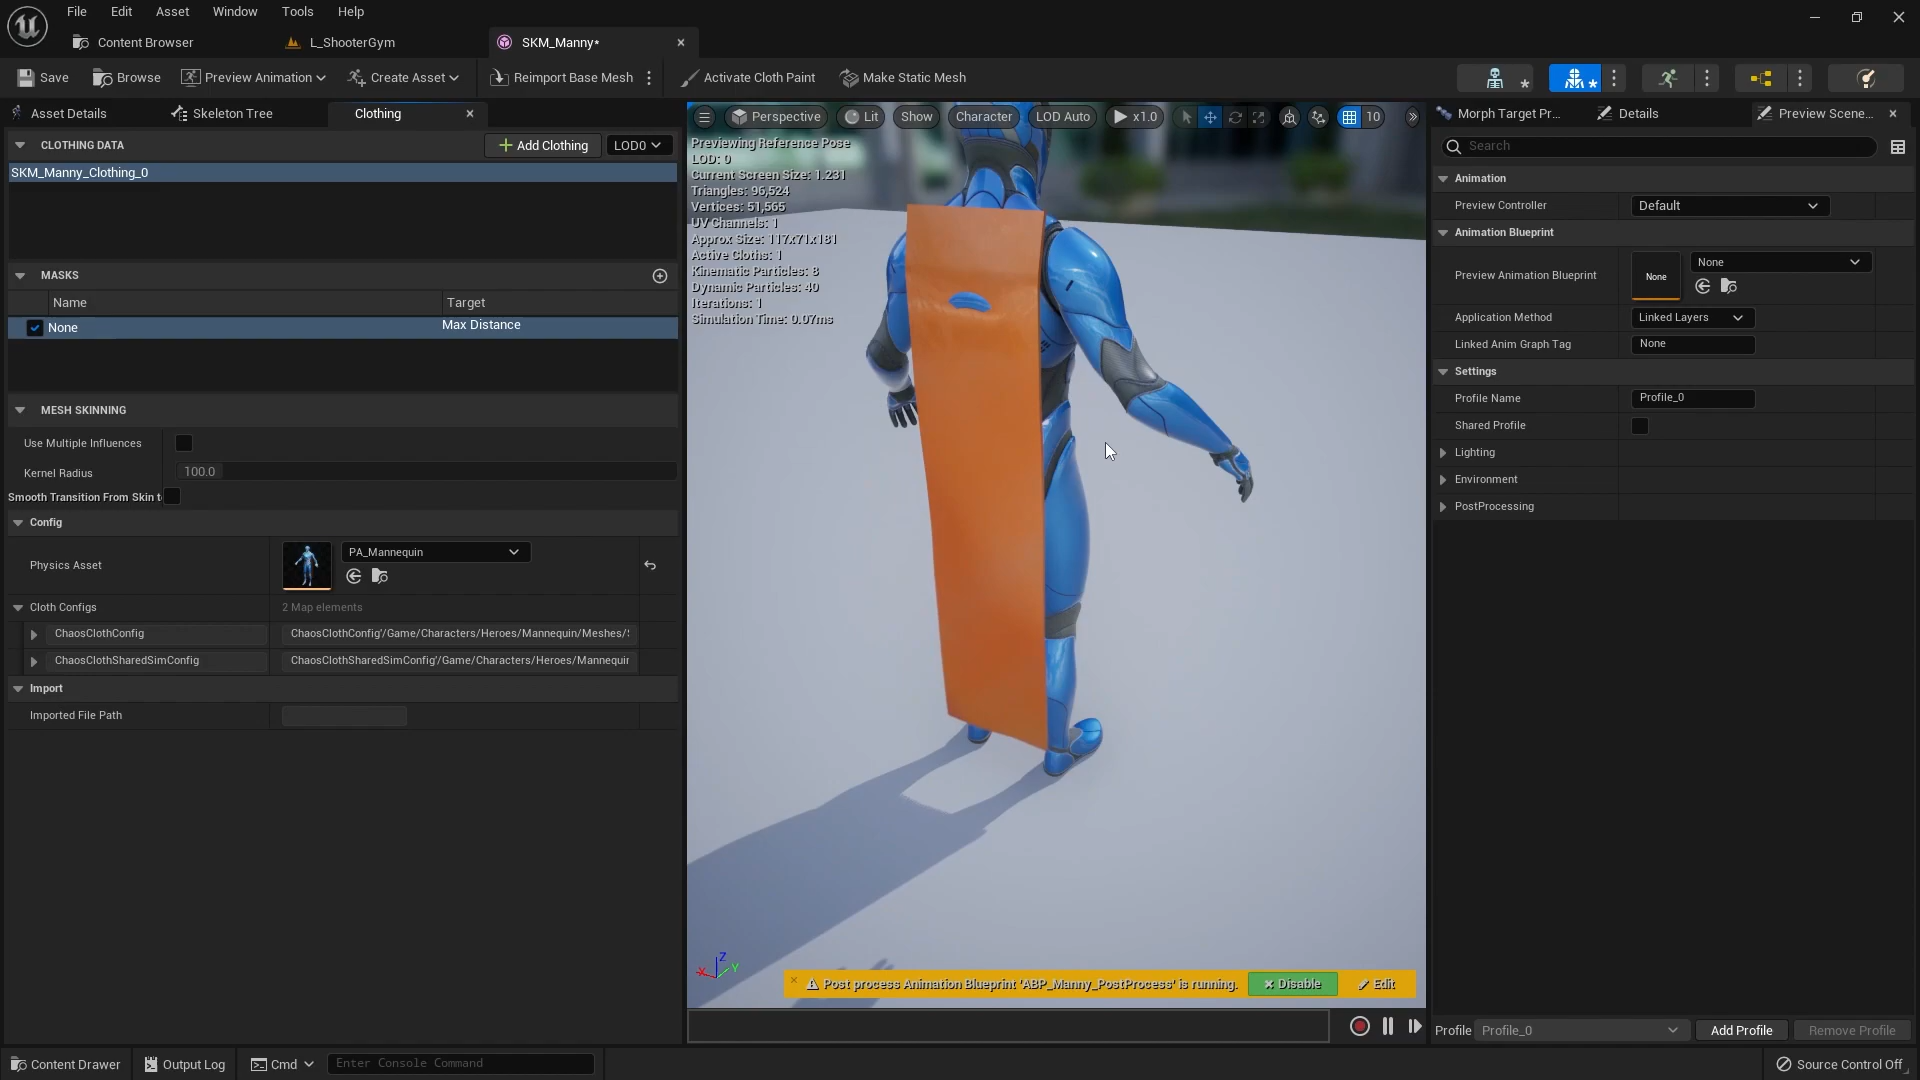 File Edit Asset Window Tools Help
Content Browser L_ShooterGym SKM_Manny*
Save Browse Preview Animation Create Asset Reimport Base Mesh Activate Cloth Paint Make Static Mesh
Asset Details Skeleton Tree Clothing
CLOTHING DATA Add Clothing LOD0
SKM_Manny_Clothing_0
MASKS
Name Target
None Max Distance
MESH SKINNING
Use Multiple Influences
Kernel Radius 100.0
Smooth Transition From Skin t
Config
Physics Asset PA_Mannequin
Cloth Configs 2 Map elements
ChaosClothConfig ChaosClothConfig'/Game/Characters/Heroes/Mannequin/Meshes/
ChaosClothSharedSimConfig ChaosClothSharedSimConfig'/Game/Characters/Heroes/Mannequin
Import
Imported File Path
Perspective Lit Show Character LOD Auto x1.0 10
Previewing Reference Pose
LOD: 0
Current Screen Size: 1.231
Triangles: 96,524
Vertices: 51,565
UV Channels: 1
Approx Size: 117x71x181
Active Cloths: 1
Kinematic Particles: 8
Dynamic Particles: 40
Iterations: 1
Simulation Time: 0.07ms
Z
X Y
Post process Animation Blueprint 'ABP_Manny_PostProcess' is running. Disable Edit
Morph Target Pr... Details Preview Scene...
Search
Animation
Preview Controller Default
Animation Blueprint
Preview Animation Blueprint None None
Application Method Linked Layers
Linked Anim Graph Tag None
Settings
Profile Name Profile_0
Shared Profile
Lighting
Environment
PostProcessing
Profile Profile_0 Add Profile Remove Profile
Content Drawer Output Log Cmd Enter Console Command Source Control Off